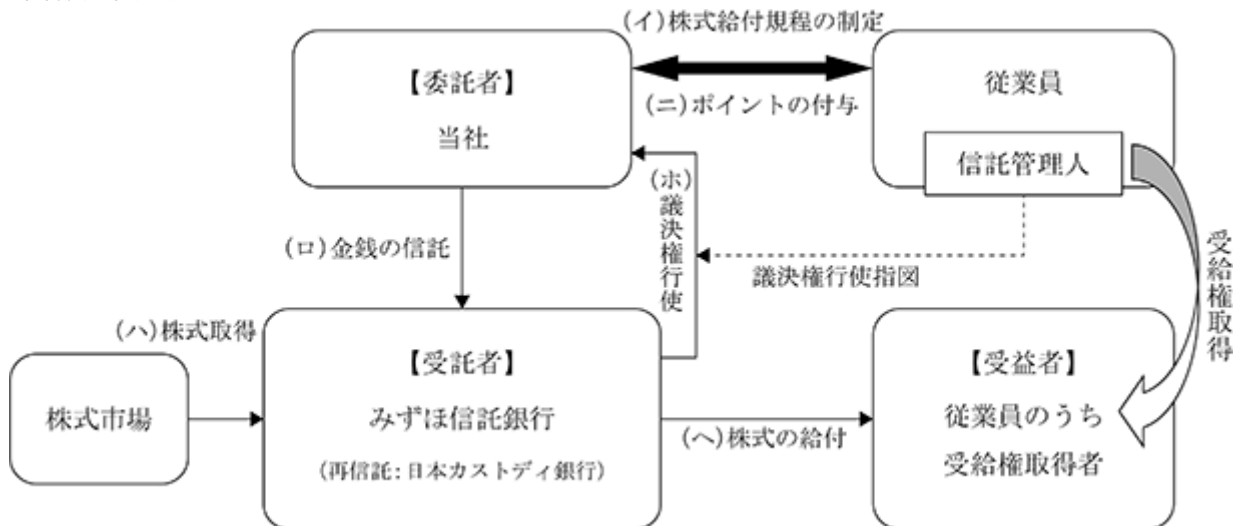 (イ)株式給付規程の制定
【委託者】
当社
従業員
(ニ)ポイントの付与
信託管理人
(ホ)議決権行使
(ロ)金銭の信託
議決権行使指図
受給権取得
(ハ)株式取得
株式市場
【受託者】
みずほ信託銀行
(再信託:日本カストディ銀行)
(ヘ)株式の給付
【受益者】
従業員のうち
受給権取得者